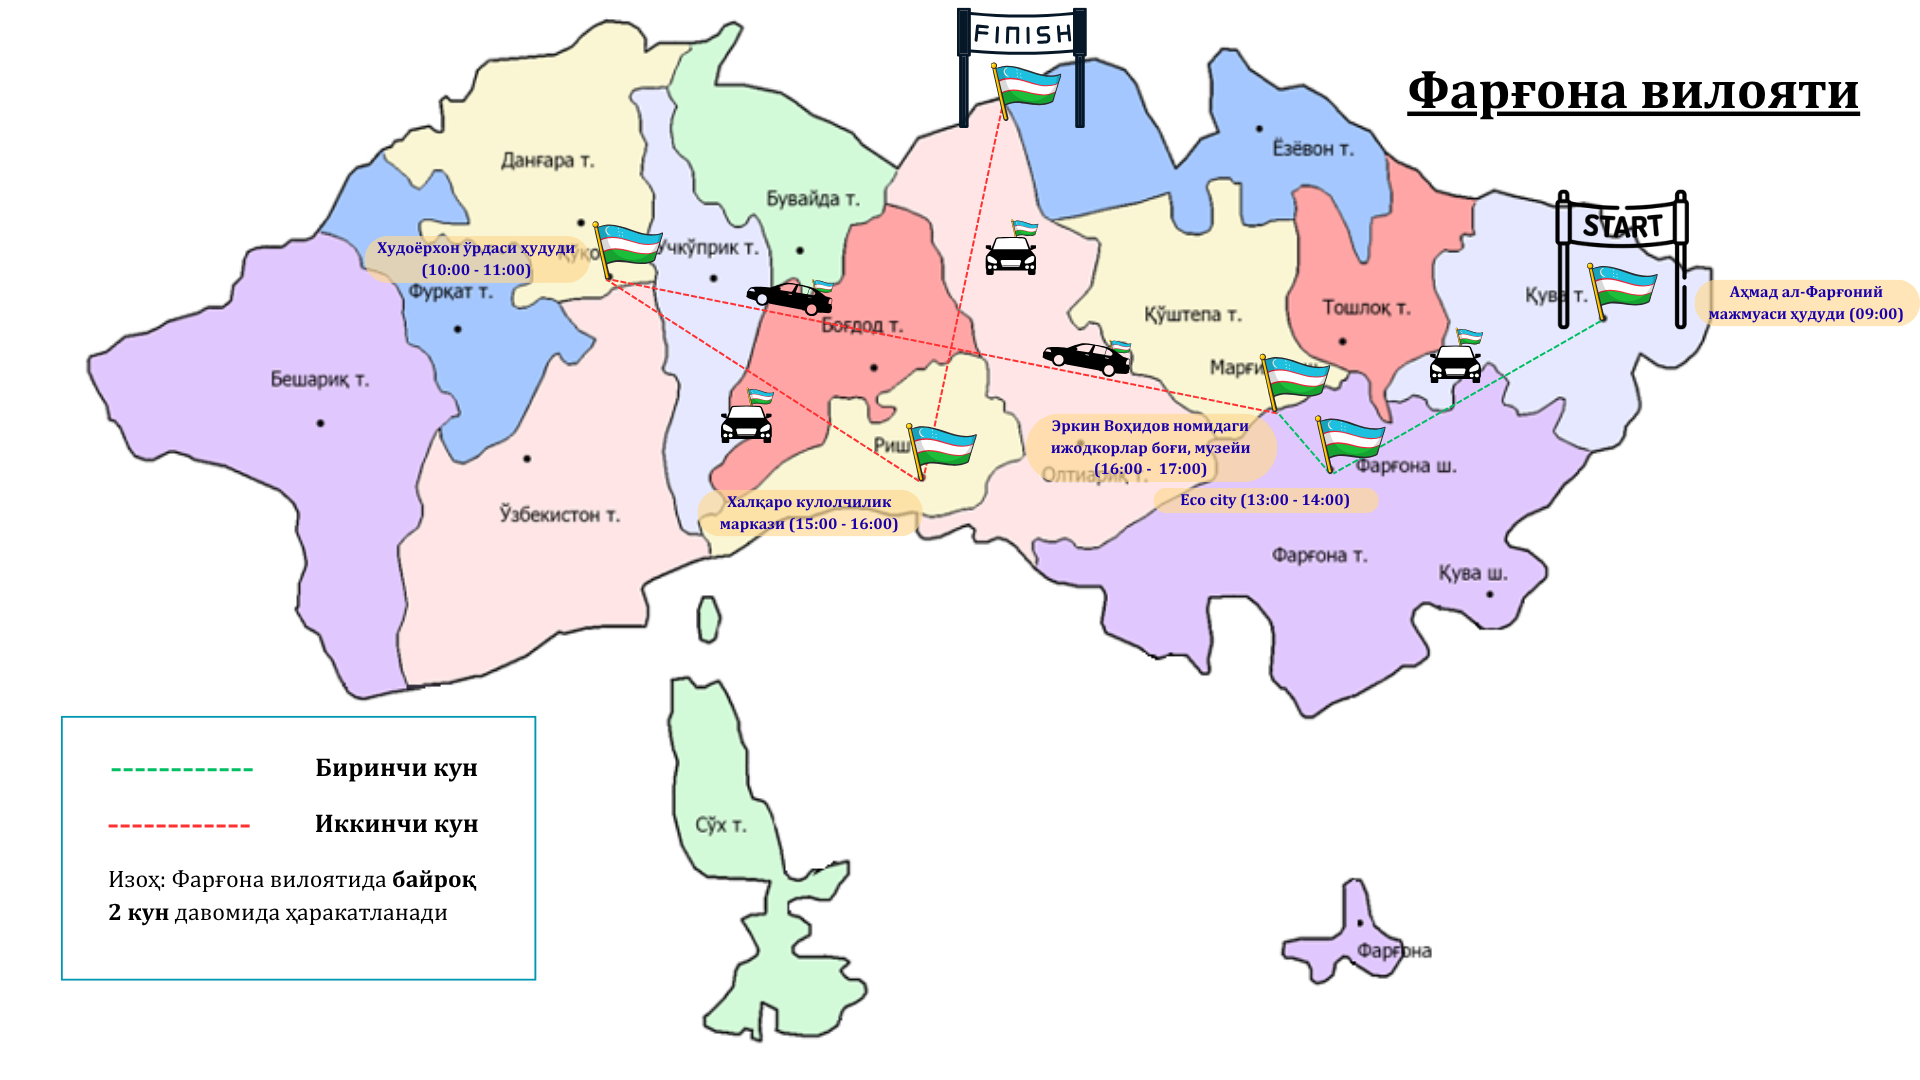 FINISH
Фарғона вилояти
Ёзёвон т.
Данғара т.
Бувайда т.
START
Худоёрхон ўрдаси ҳудуди
(10:00 - 11:00)
Учкўприк т.
Фурқат т.
Қува т.
Аҳмад ал-Фарғоний
мажмуаси ҳудуди (09:00)
Боғдод т.
Қўштепа т.
Тошлоқ т.
Бешариқ т.
Эркин Воҳидов номидаги
ижодкорлар боғи, музейи
(16:00 - 17:00)
Олтиариқ т.
Фарғона ш.
Eco city (13:00 - 14:00)
Халқаро кулолчилик
маркази (15:00 - 16:00)
Ўзбекистон т.
Фарғона т.
Қува ш.
Биринчи кун
Иккинчи кун
Изоҳ: Фарғона вилоятида байроқ
2 кун давомида ҳаракатланади
Сўх т.
Фарғона